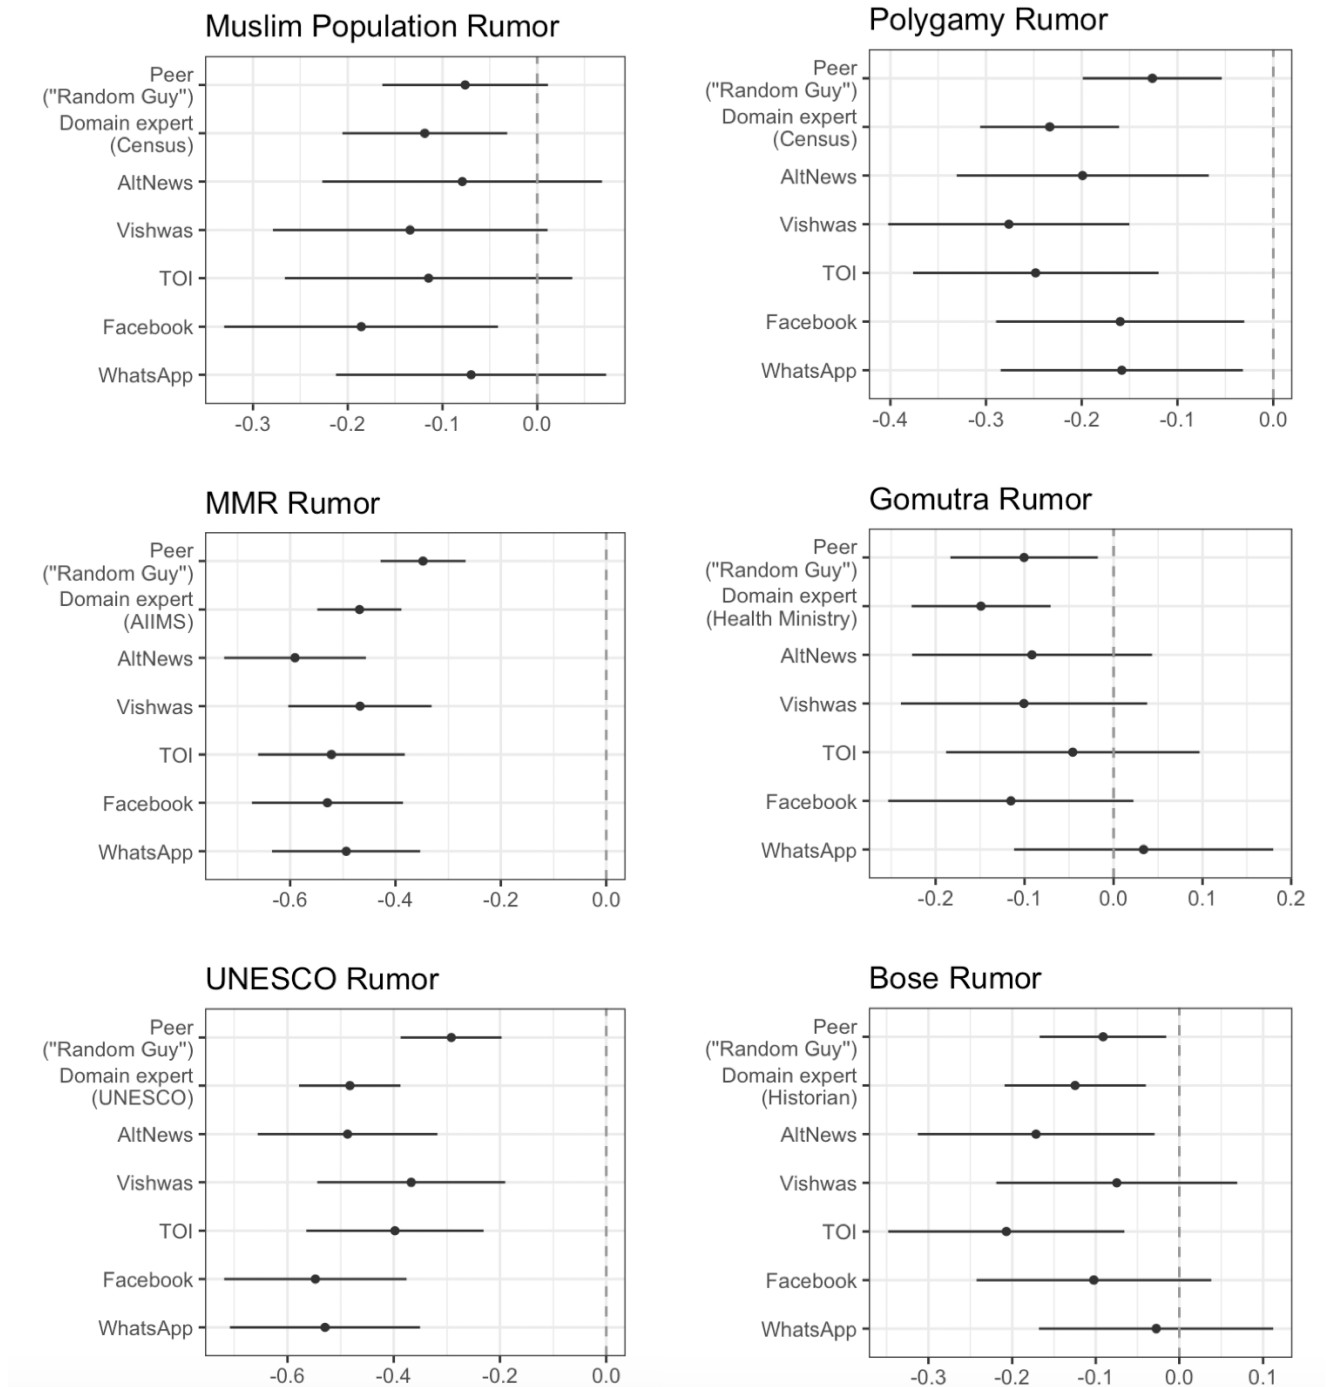 Muslim Population Rumor
Peer
("Random Guy")
Domain expert
(Census)
AltNews
Vishwas
TOI
Facebook
WhatsApp
-0.3 -0.2 -0.1 0.0
Polygamy Rumor
Peer
("Random Guy")
Domain expert
(Census)
AltNews
Vishwas
TOI
Facebook
WhatsApp
-0.4 -0.3 -0.2 -0.1 0.0
MMR Rumor
Peer
("Random Guy")
Domain expert
(AIIMS)
AltNews
Vishwas
TOI
Facebook
WhatsApp
-0.6 -0.4 -0.2 0.0
Gomutra Rumor
Peer
("Random Guy")
Domain expert
(Health Ministry)
AltNews
Vishwas
TOI
Facebook
WhatsApp
-0.2 -0.1 0.0 0.1 0.2
UNESCO Rumor
Peer
("Random Guy")
Domain expert
(UNESCO)
AltNews
Vishwas
TOI
Facebook
WhatsApp
-0.6 -0.4 -0.2 0.0
Bose Rumor
Peer
("Random Guy")
Domain expert
(Historian)
AltNews
Vishwas
TOI
Facebook
WhatsApp
-0.3 -0.2 -0.1 0.0 0.1